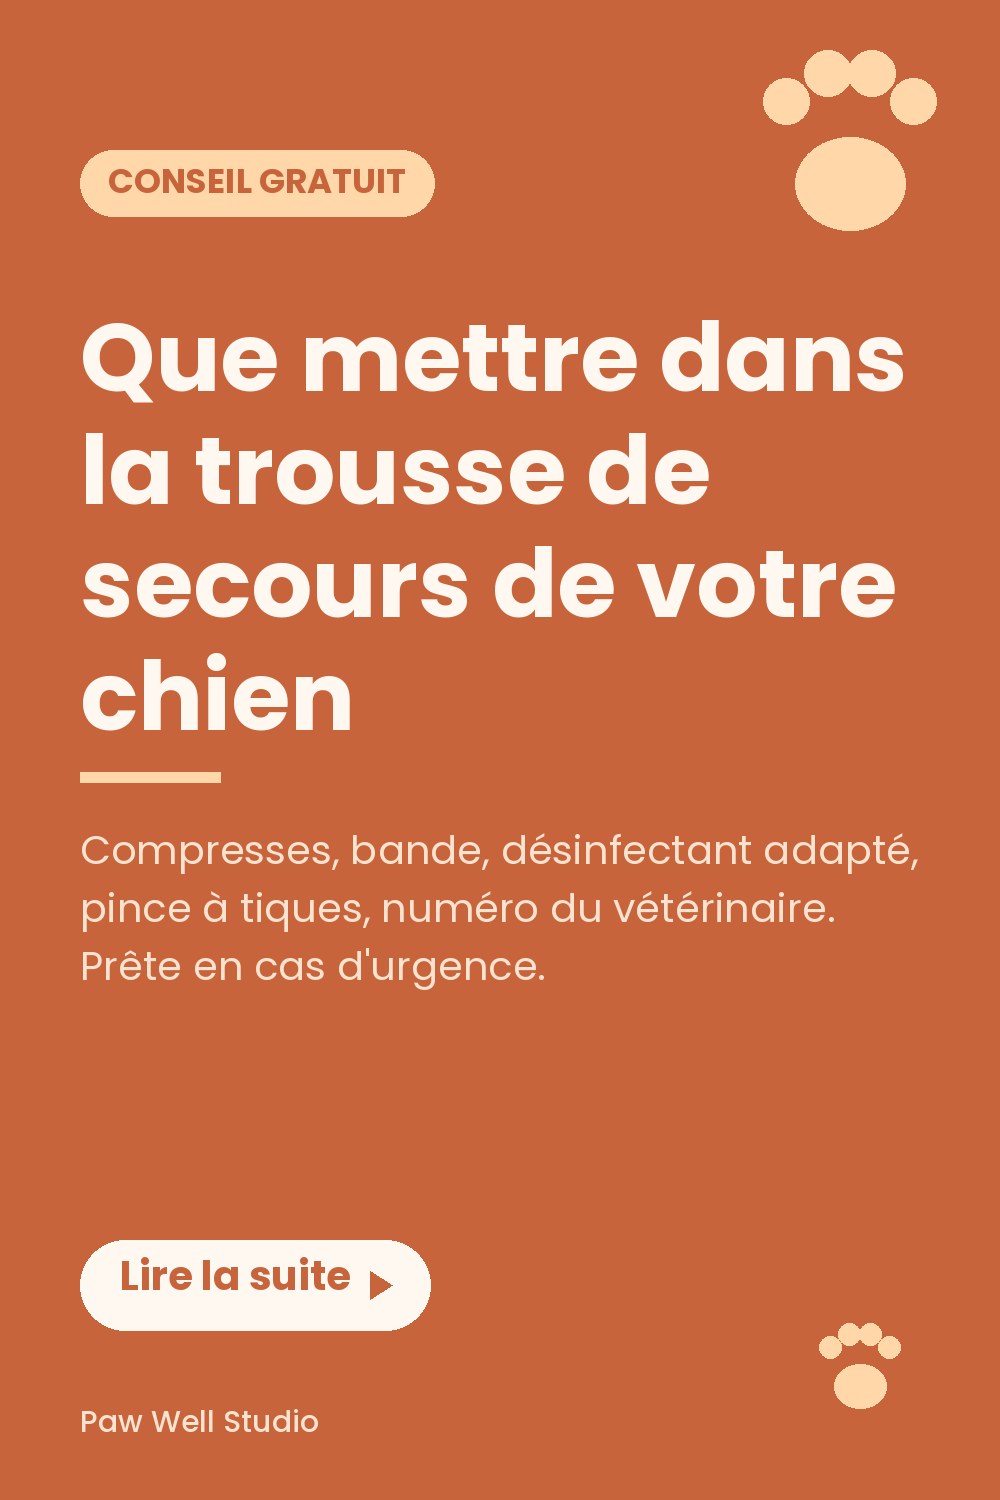 CONSEIL GRATUIT
Que mettre dans
la trousse de
secours de votre
chien
Compresses, bande, désinfectant adapté,
pince à tiques, numéro du vétérinaire.
Prête en cas d'urgence.
Lire la suite
Paw Well Studio